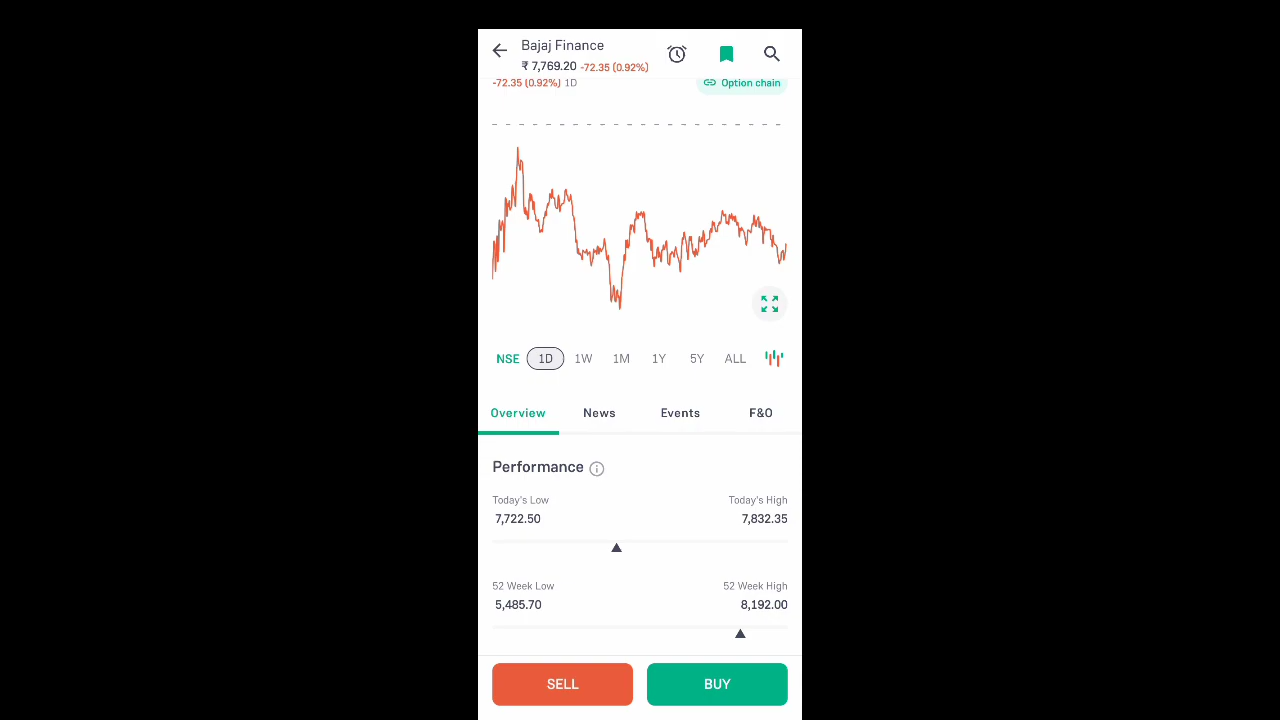 Bajaj Finance
₹ 7,769.20 -72.35 (0.92%)
-72.35 (0.92%) 1D
Option chain
NSE 1D 1W 1M 1Y 5Y ALL
Overview News Events F&O
Performance
Today's Low Today's High
7,722.50 7,832.35
52 Week Low 52 Week High
5,485.70 8,192.00
SELL BUY